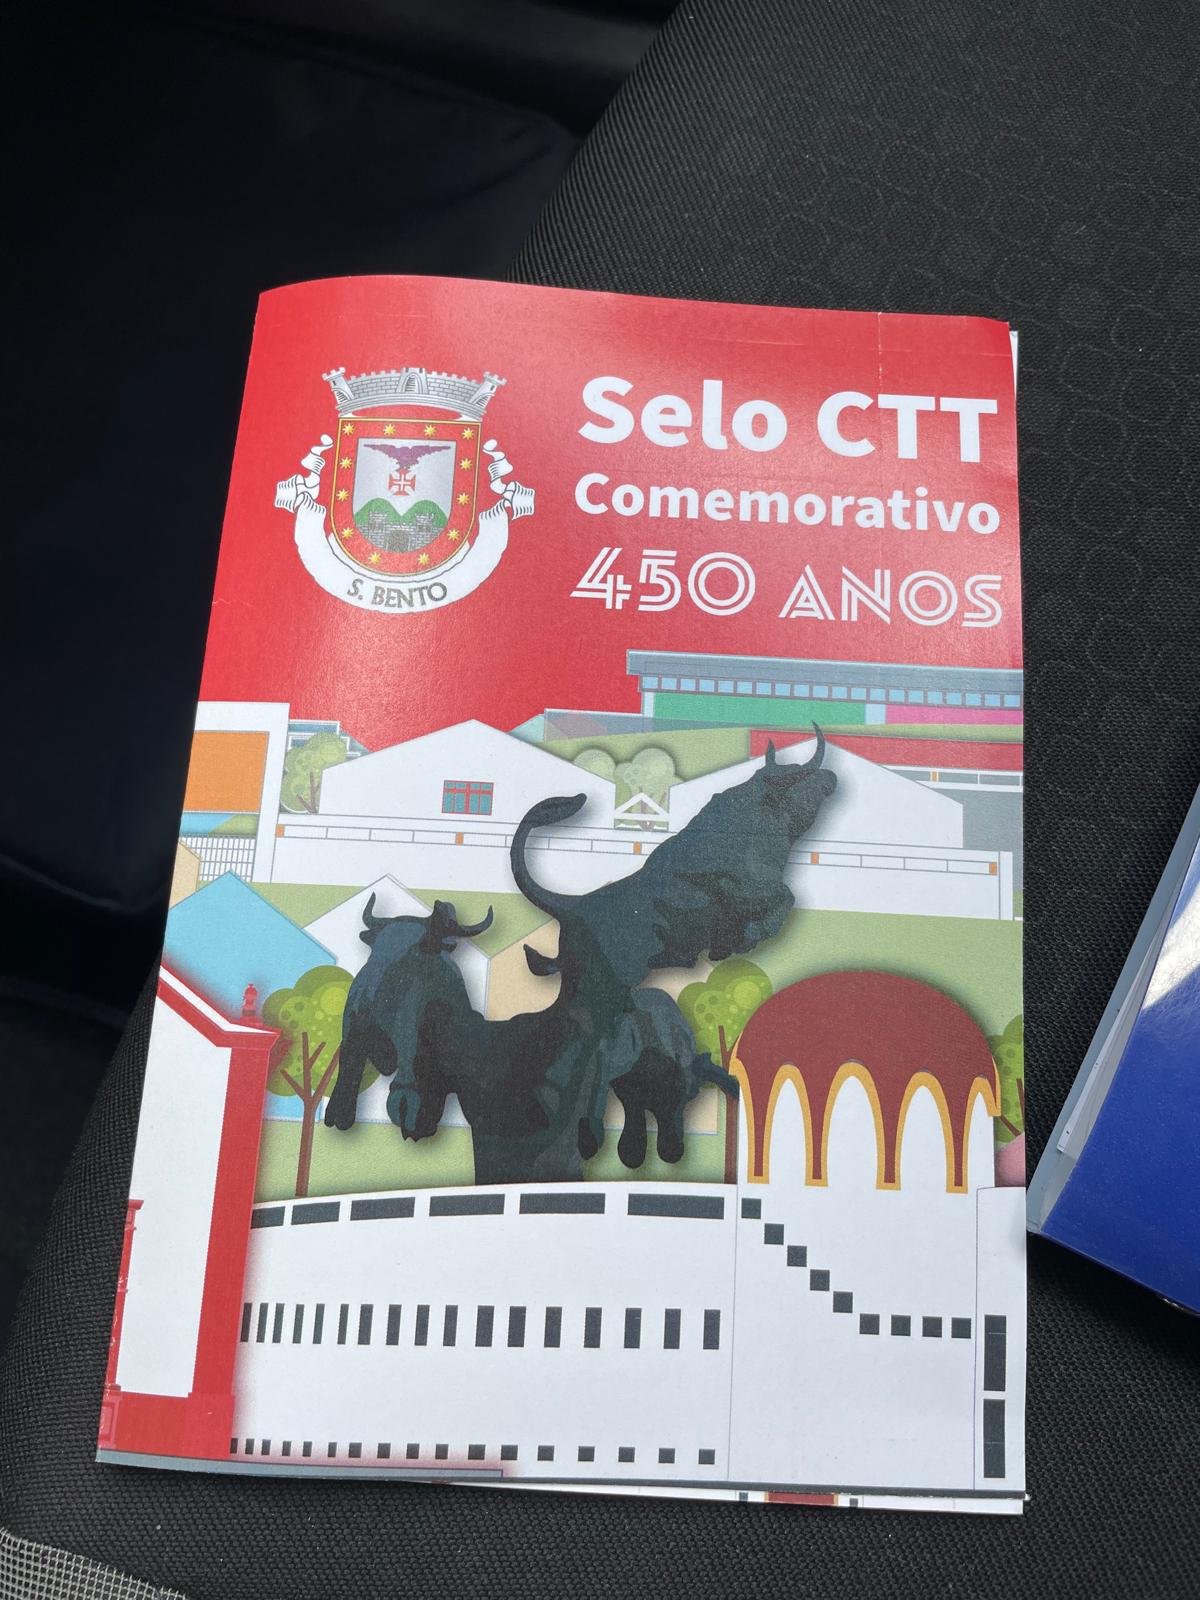 Selo CTT
Comemorativo
450 ANOS
S. BENTO